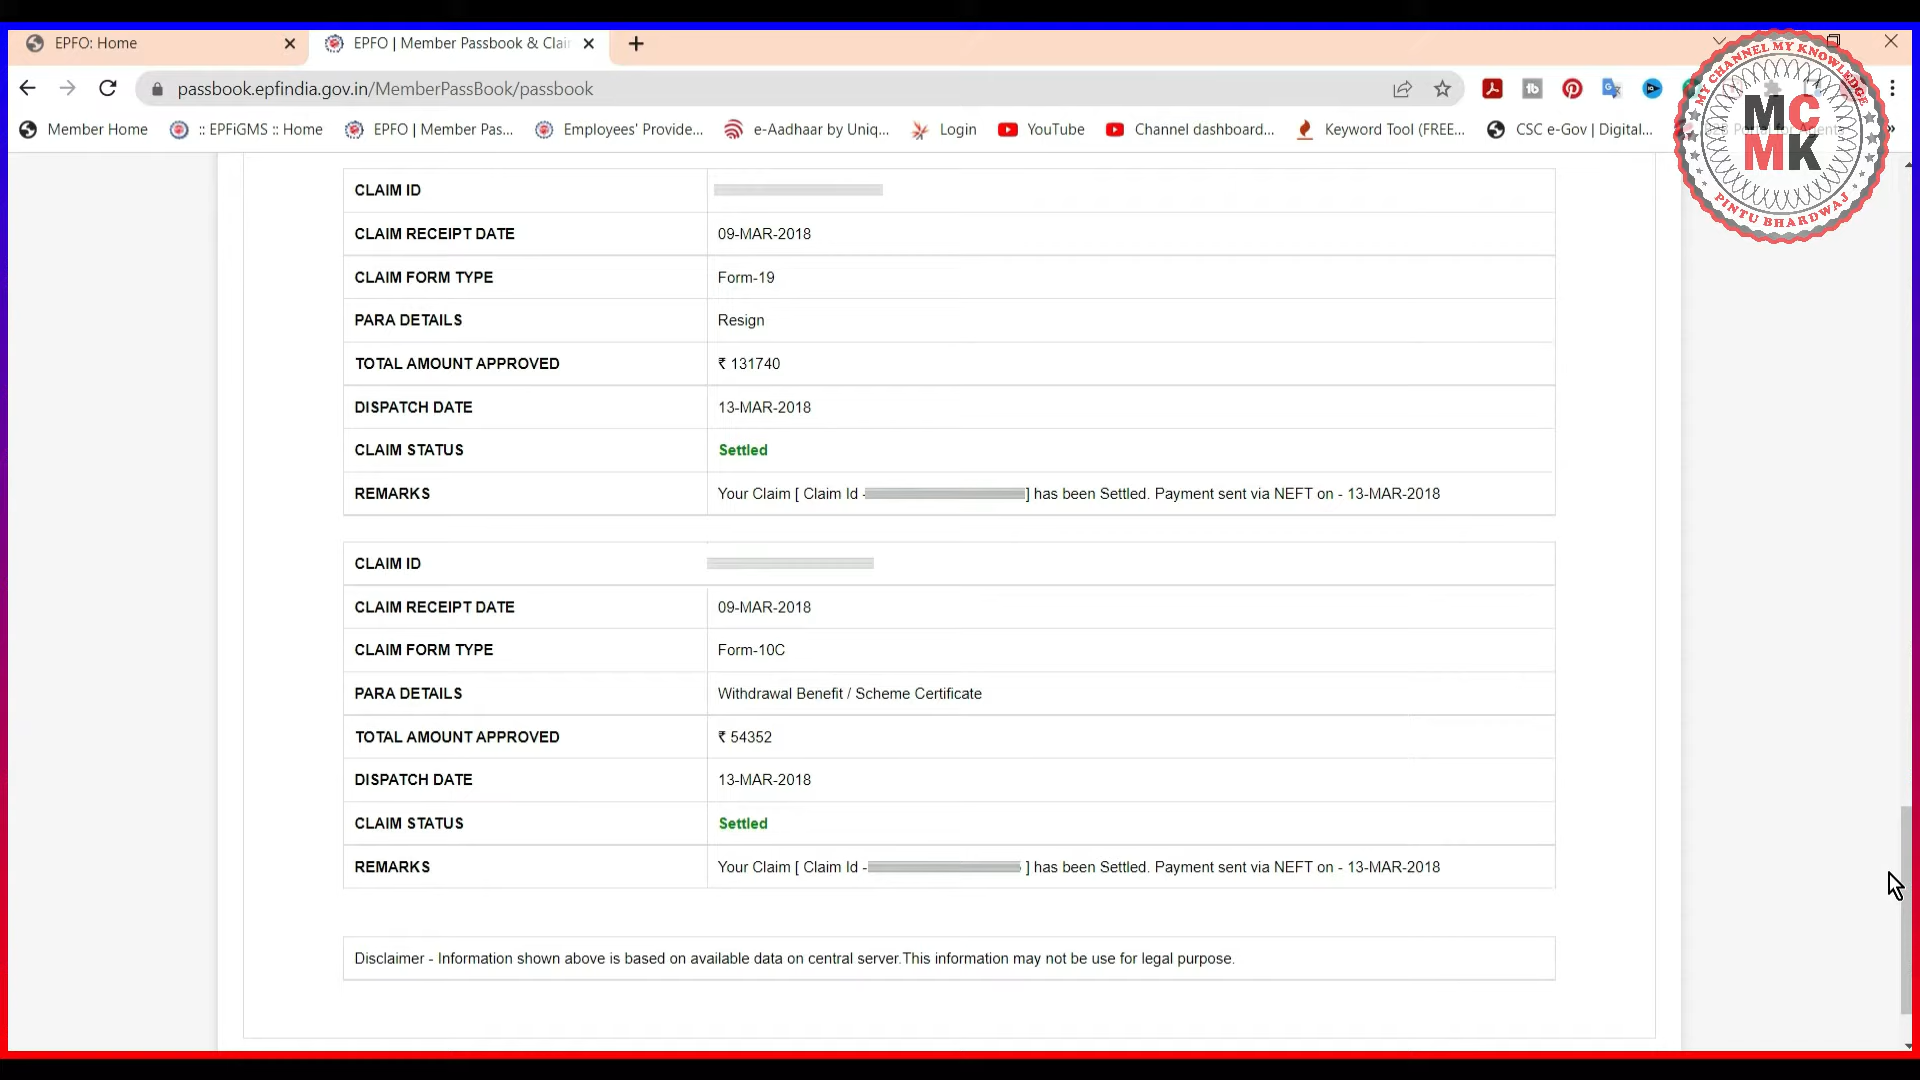 EPFO: Home
EPFO | Member Passbook & Clai
passbook.epfindia.gov.in/MemberPassBook/passbook
Member Home
:: EPFiGMS :: Home
EPFO | Member Pas...
Employees' Provide...
e-Aadhaar by Uniq...
Login
YouTube
Channel dashboard...
Keyword Tool (FREE...
CSC e-Gov | Digital...
MY CHANNEL MY KNOWLEDGE
MC
MK
PINTU BHARDWAJ
CLAIM ID
CLAIM RECEIPT DATE 09-MAR-2018
CLAIM FORM TYPE Form-19
PARA DETAILS Resign
TOTAL AMOUNT APPROVED ₹ 131740
DISPATCH DATE 13-MAR-2018
CLAIM STATUS Settled
REMARKS Your Claim [ Claim Id - ] has been Settled. Payment sent via NEFT on - 13-MAR-2018
CLAIM ID
CLAIM RECEIPT DATE 09-MAR-2018
CLAIM FORM TYPE Form-10C
PARA DETAILS Withdrawal Benefit / Scheme Certificate
TOTAL AMOUNT APPROVED ₹ 54352
DISPATCH DATE 13-MAR-2018
CLAIM STATUS Settled
REMARKS Your Claim [ Claim Id - ] has been Settled. Payment sent via NEFT on - 13-MAR-2018
Disclaimer - Information shown above is based on available data on central server.This information may not be use for legal purpose.